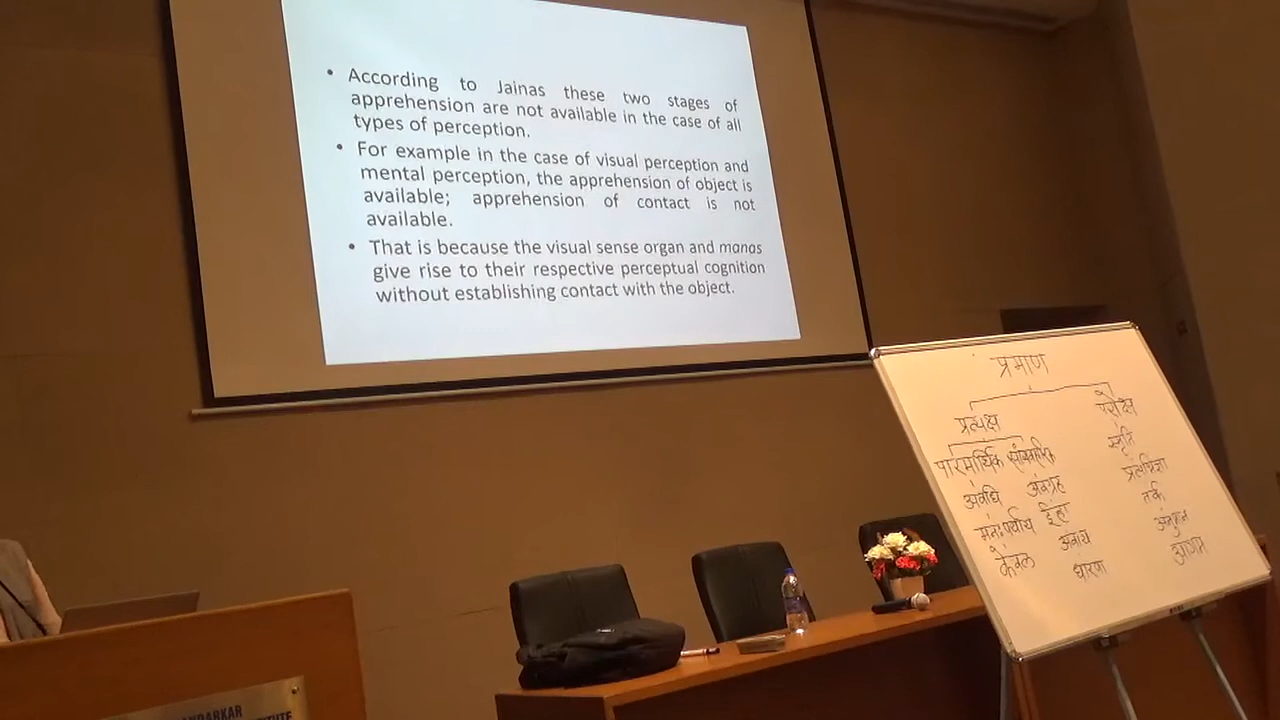 • According to Jainas these two stages of
apprehension are not available in the case of all
types of perception.
• For example in the case of visual perception and
mental perception, the apprehension of object is
available; apprehension of contact is not
available.
• That is because the visual sense organ and manas
give rise to their respective perceptual cognition
without establishing contact with the object.
प्रमाण
प्रत्यक्ष परोक्ष
पारमार्थिक स्मृति
अवधि अवग्रह प्रत्यभिज्ञा
मनःपर्याय ईहा तर्क
केवल अवाय अनुमान
धारणा आगम
ANDARKAR